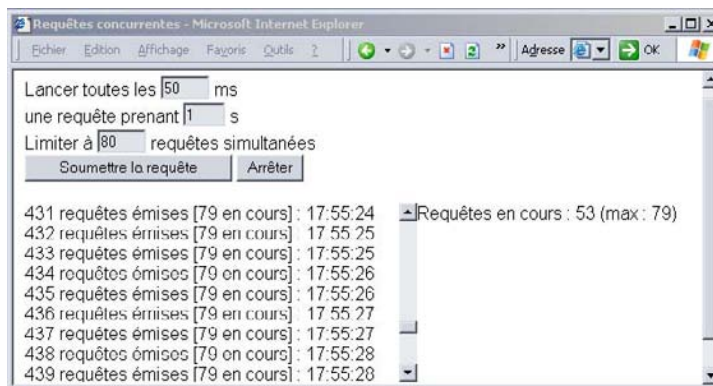 Requêtes concurrentes - Microsoft Internet Explorer
Fichier Edition Affichage Favoris Outils ? » Adresse OK
Lancer toutes les 50 ms
une requête prenant 1 s
Limiter à 80 requêtes simultanées
Soumettre la requête Arrêter
431 requêtes émises [79 en cours] : 17:55:24
Requêtes en cours : 53 (max : 79)
432 requêtes émises [79 en cours] : 17:55:25
433 requêtes émises [79 en cours] : 17:55:25
434 requêtes émises [79 en cours] : 17:55:26
435 requêtes émises [79 en cours] : 17:55:26
436 requêtes émises [79 en cours] : 17:55:27
437 requêtes émises [79 en cours] : 17:55:27
438 requêtes émises [79 en cours] : 17:55:28
439 requêtes émises [79 en cours] : 17:55:28